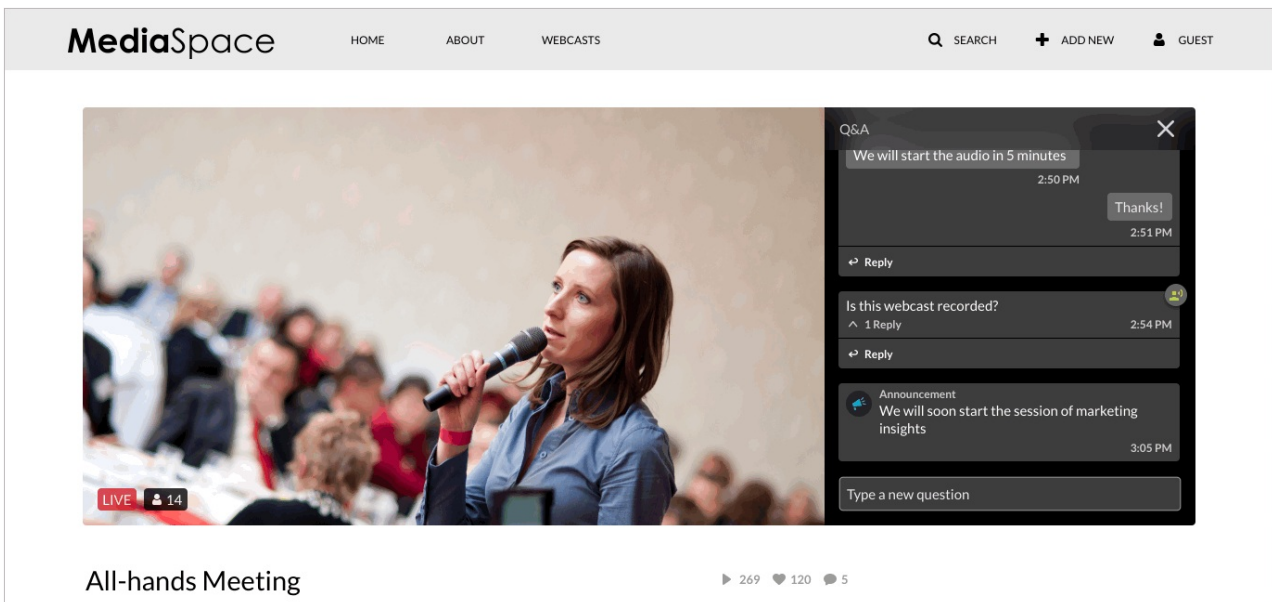 MediaSpace
HOME
ABOUT
WEBCASTS
SEARCH
ADD NEW
GUEST
Q&A
We will start the audio in 5 minutes
2:50 PM
Thanks!
2:51 PM
Reply
Is this webcast recorded?
1 Reply
2:54 PM
Reply
Announcement
We will soon start the session of marketing
insights
3:05 PM
Type a new question
LIVE
14
All-hands Meeting
269
120
5